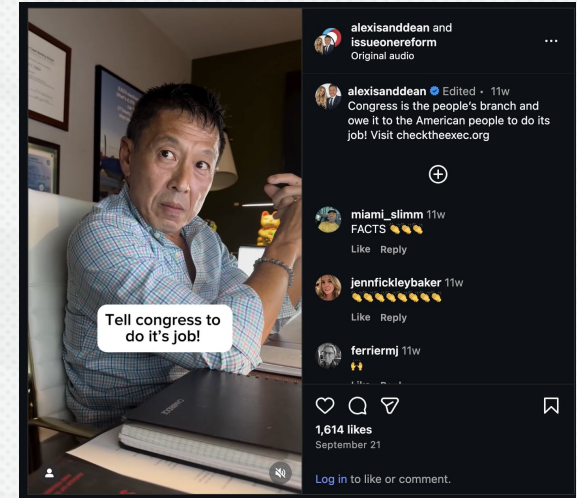 Tell congress to
do it's job!
alexisanddean and
issueonereform
Original audio
alexisanddean Edited • 11w
Congress is the people's branch and
owe it to the American people to do its
job! Visit checktheexec.org
miami_slimm 11w
FACTS 👏👏👏
Like Reply
jennfickleybaker 11w
👏👏👏👏👏👏👏👏
Like Reply
ferriermj 11w
🙌
1,614 likes
September 21
Log in to like or comment.